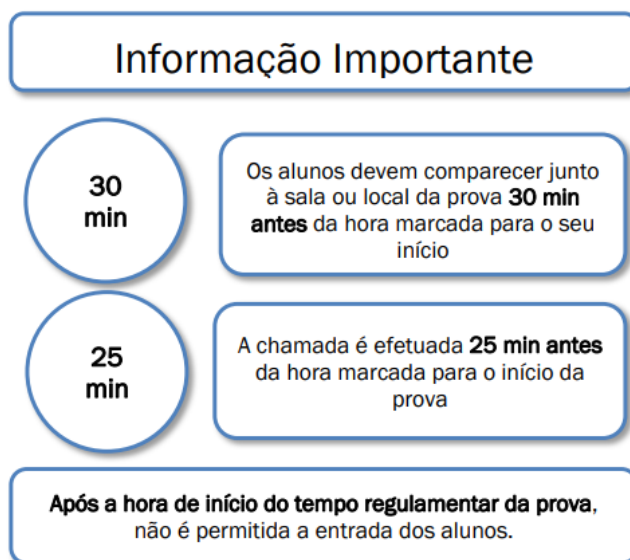 Informação Importante
30
min
Os alunos devem comparecer junto
à sala ou local da prova 30 min
antes da hora marcada para o seu
início
25
min
A chamada é efetuada 25 min antes
da hora marcada para o início da
prova
Após a hora de início do tempo regulamentar da prova,
não é permitida a entrada dos alunos.